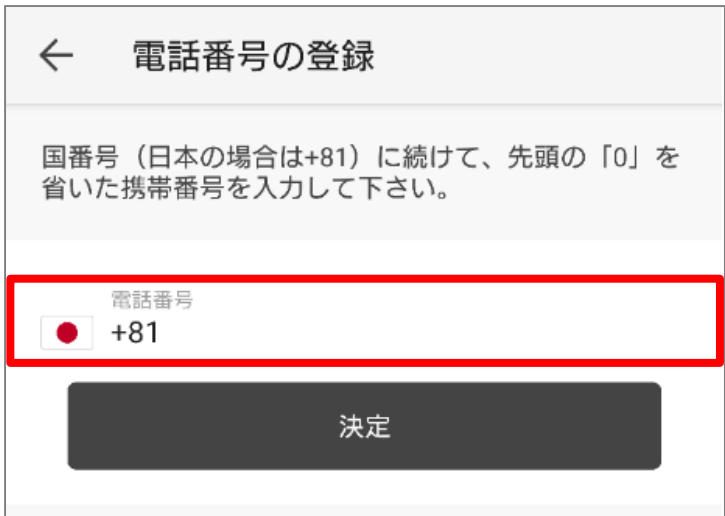 電話番号の登録
国番号（日本の場合は+81）に続けて、先頭の「0」を
省いた携帯番号を入力して下さい。
電話番号
+81
決定